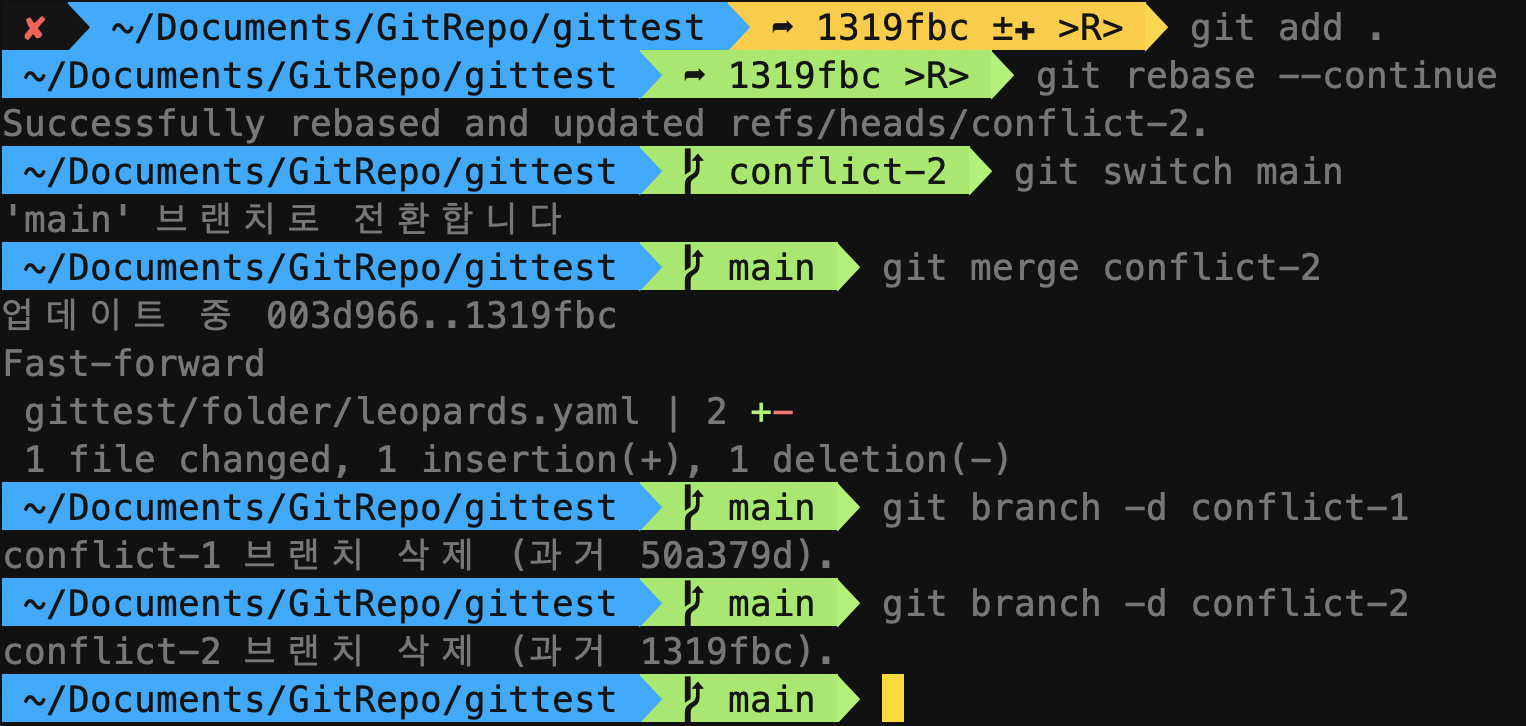 ✘ ~/Documents/GitRepo/gittest ➦ 1319fbc ±✚ >R> git add .
~/Documents/GitRepo/gittest ➦ 1319fbc >R> git rebase --continue
Successfully rebased and updated refs/heads/conflict-2.
~/Documents/GitRepo/gittest  conflict-2 git switch main
'main' 브랜치로 전환합니다
~/Documents/GitRepo/gittest  main git merge conflict-2
업데이트 중 003d966..1319fbc
Fast-forward
gittest/folder/leopards.yaml | 2 +-
1 file changed, 1 insertion(+), 1 deletion(-)
~/Documents/GitRepo/gittest  main git branch -d conflict-1
conflict-1 브랜치 삭제 (과거 50a379d).
~/Documents/GitRepo/gittest  main git branch -d conflict-2
conflict-2 브랜치 삭제 (과거 1319fbc).
~/Documents/GitRepo/gittest  main